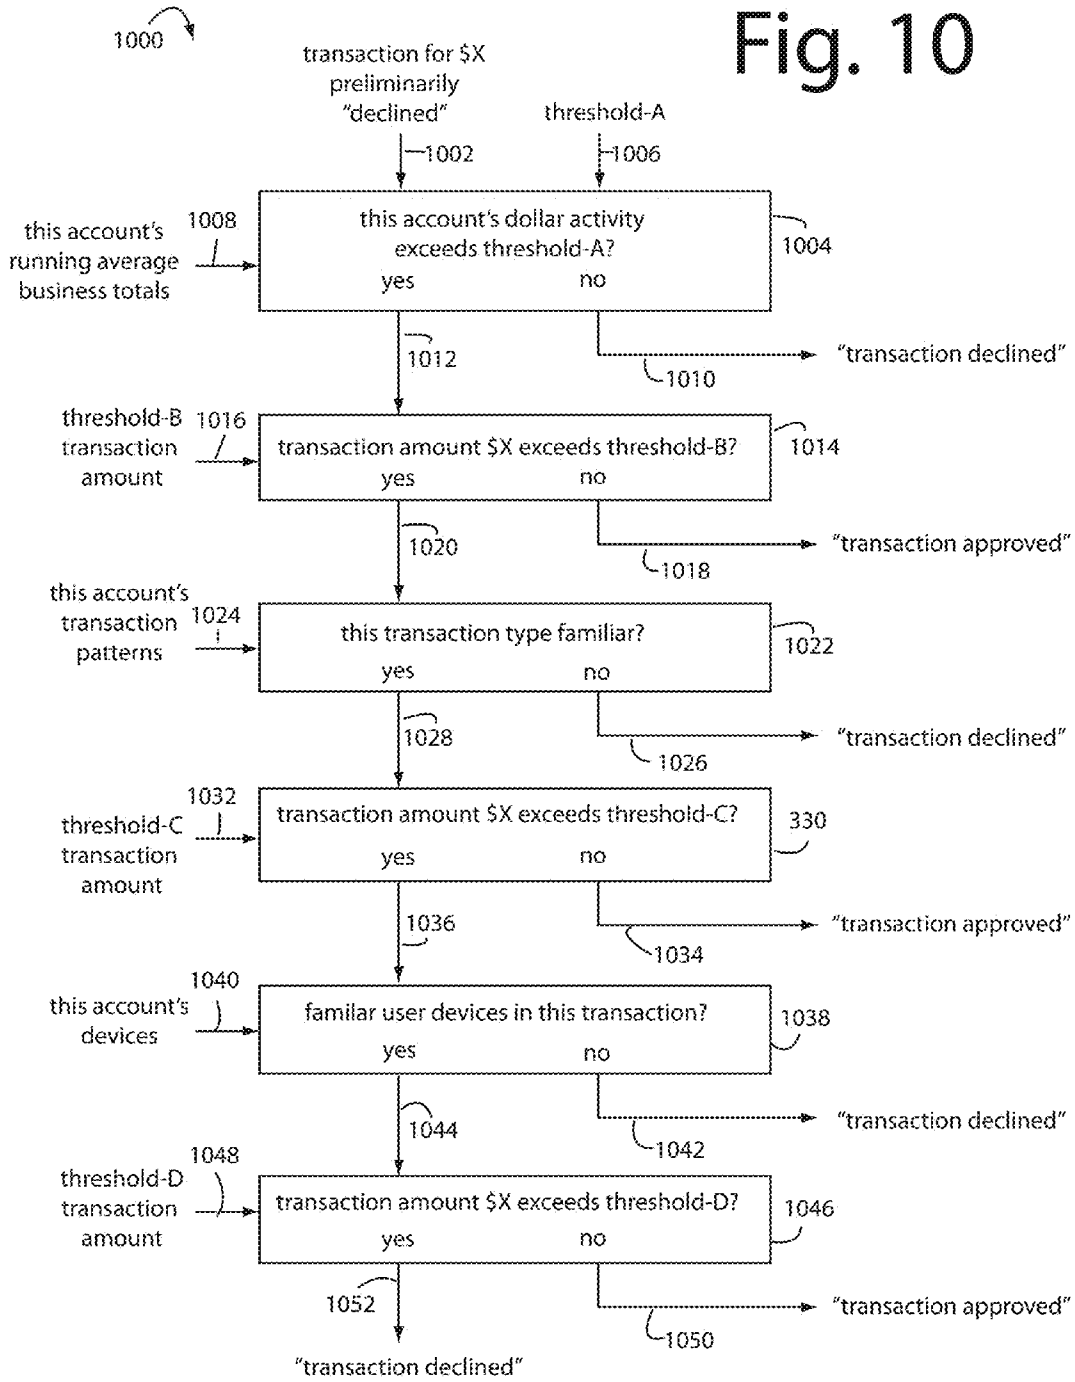 1000
Fig. 10
transaction for $X
preliminarily
“declined”
threshold-A
1002
1006
this account’s
running average
business totals
1008
this account’s dollar activity
exceeds threshold-A?
yes no
1004
1012
“transaction declined”
1010
threshold-B
transaction
amount
1016
transaction amount $X exceeds threshold-B?
yes no
1014
1020
“transaction approved”
1018
this account’s
transaction
patterns
1024
this transaction type familiar?
yes no
1022
1028
“transaction declined”
1026
threshold-C
transaction
amount
1032
transaction amount $X exceeds threshold-C?
yes no
330
1036
“transaction approved”
1034
this account’s
devices
1040
familar user devices in this transaction?
yes no
1038
1044
“transaction declined”
1042
threshold-D
transaction
amount
1048
transaction amount $X exceeds threshold-D?
yes no
1046
1052
“transaction approved”
1050
“transaction declined”